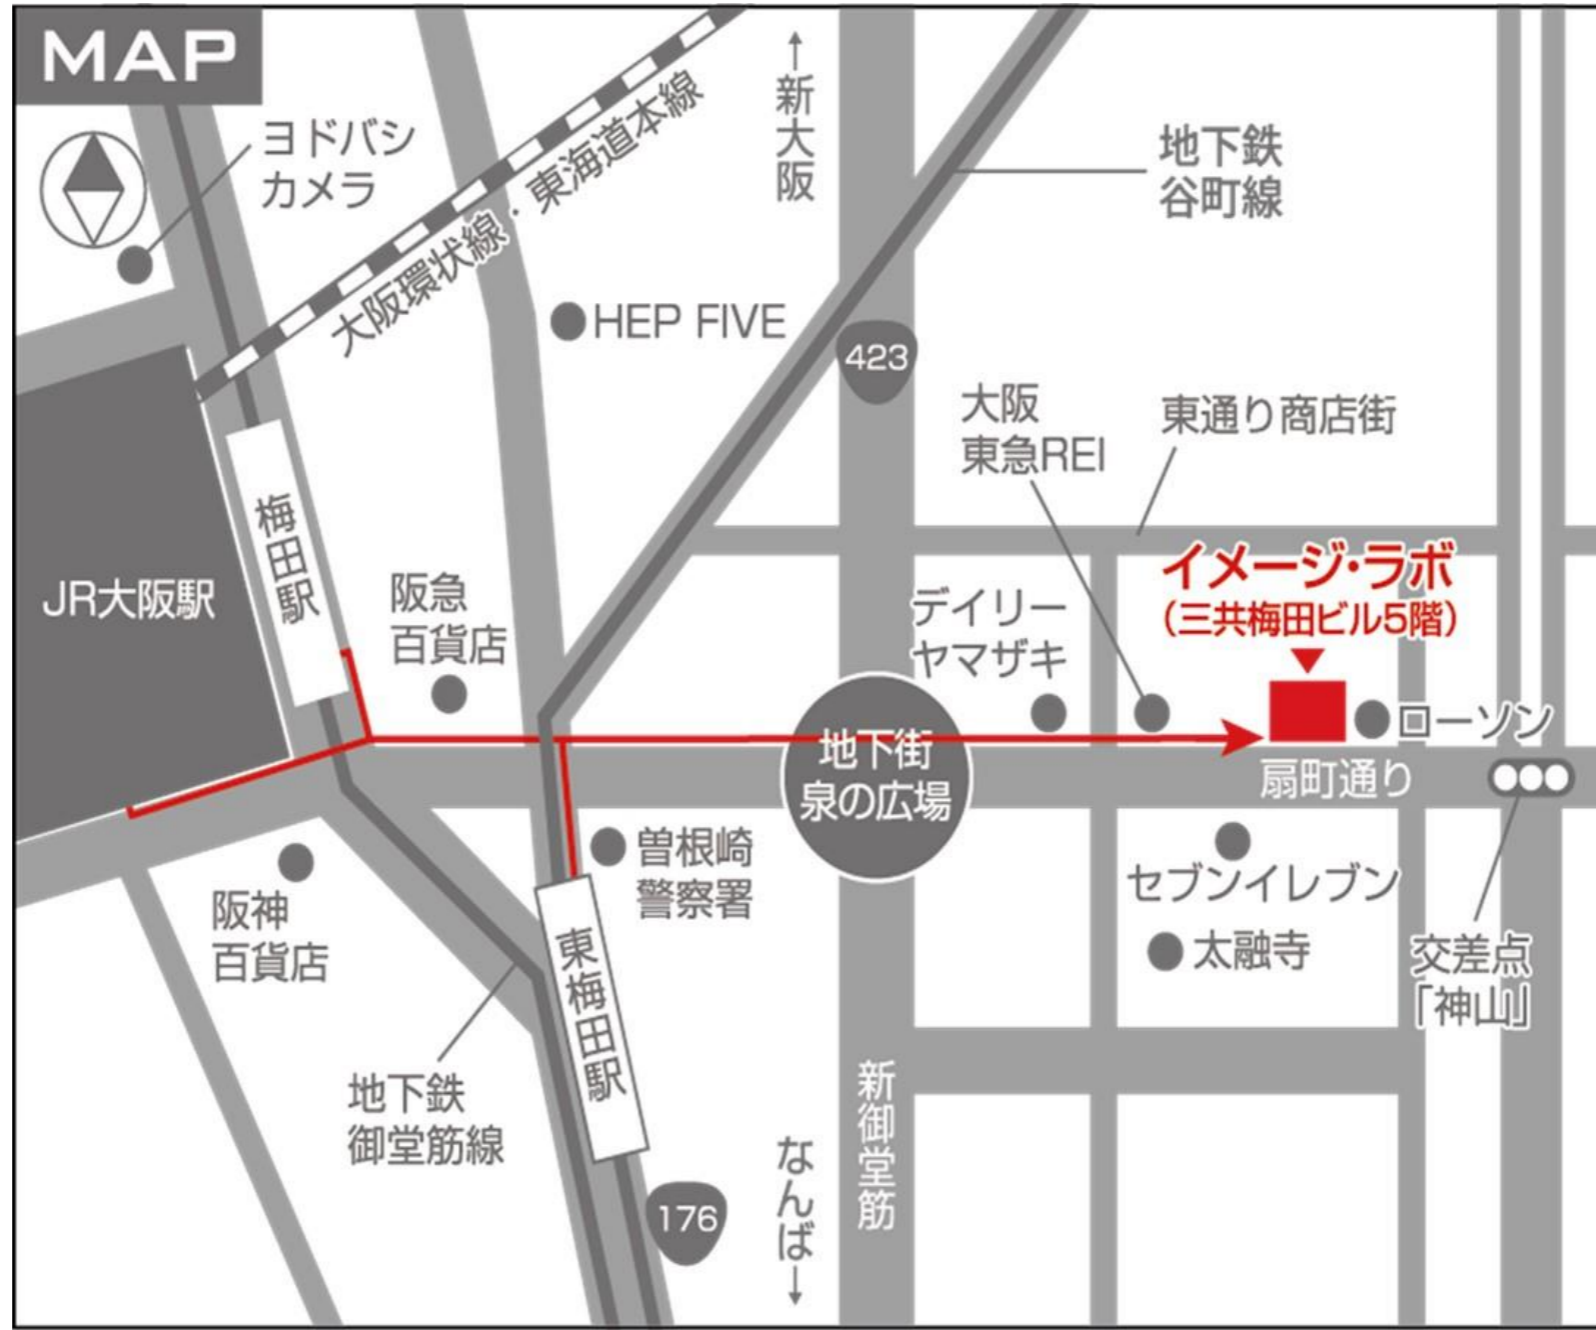 MAP
ヨドバシ
カメラ
大阪環状線・東海道本線
↑新大阪
地下鉄
谷町線
HEP FIVE
423
大阪
東急REI
東通り商店街
イメージ・ラボ
(三共梅田ビル5階)
梅田駅
JR大阪駅
阪急
百貨店
デイリー
ヤマザキ
ローソン
地下街
泉の広場
扇町通り
曽根崎
警察署
セブンイレブン
阪神
百貨店
太融寺
交差点
「神山」
東梅田駅
地下鉄
御堂筋線
新御堂筋
なんば↓
176